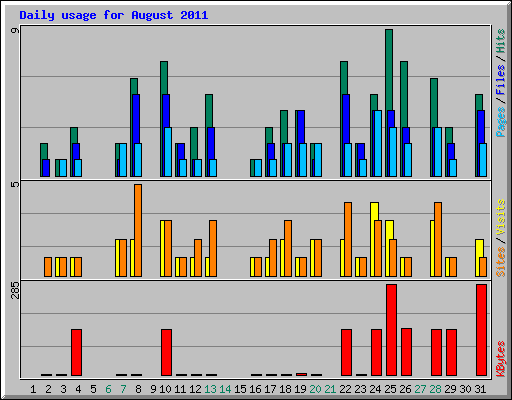 Daily usage for August 2011
9
5
285
Pages / Files / Hits
Sites / Visits
KBytes
1 2 3 4 5 6 7 8 9 10 11 12 13 14 15 16 17 18 19 20 21 22 23 24 25 26 27 28 29 30 31